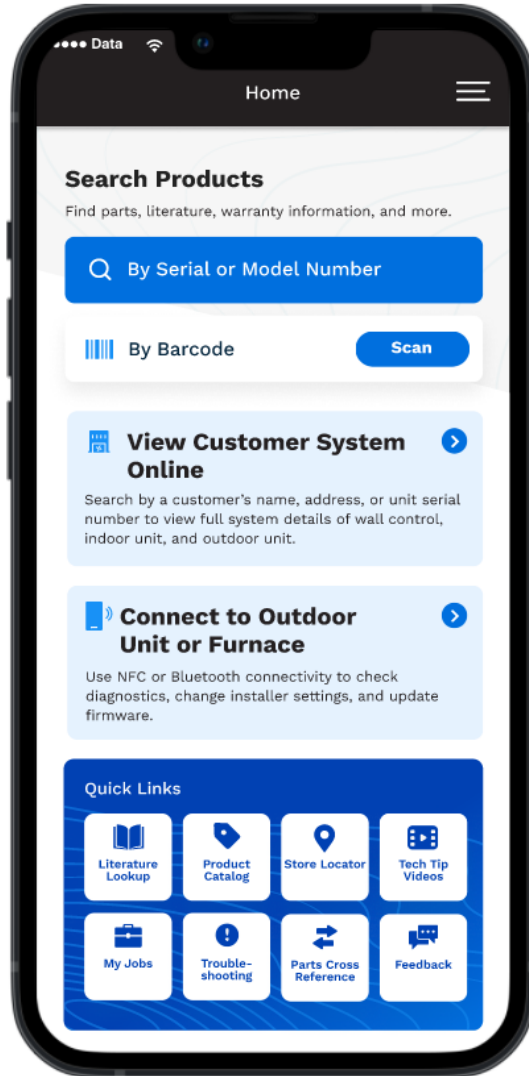 Data
Home
Search Products
Find parts, literature, warranty information, and more.
By Serial or Model Number
By Barcode
Scan
View Customer System
Online
Search by a customer’s name, address, or unit serial
number to view full system details of wall control,
indoor unit, and outdoor unit.
Connect to Outdoor
Unit or Furnace
Use NFC or Bluetooth connectivity to check
diagnostics, change installer settings, and update
firmware.
Quick Links
Literature
Lookup
Product
Catalog
Store Locator
Tech Tip
Videos
My Jobs
Trouble-
shooting
Parts Cross
Reference
Feedback